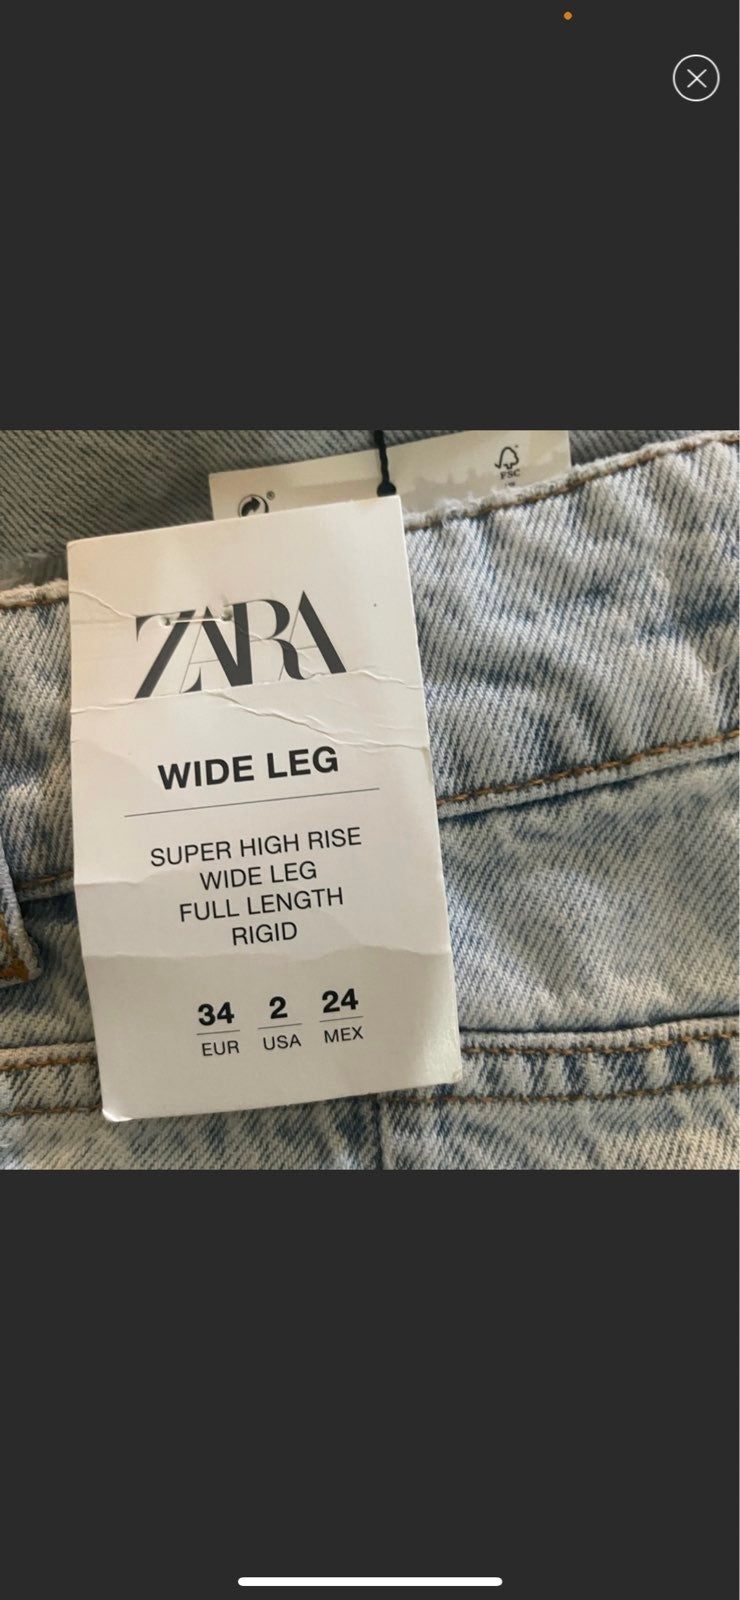 FSC
ZARA
WIDE LEG
SUPER HIGH RISE
WIDE LEG
FULL LENGTH
RIGID
34 2 24
EUR USA MEX